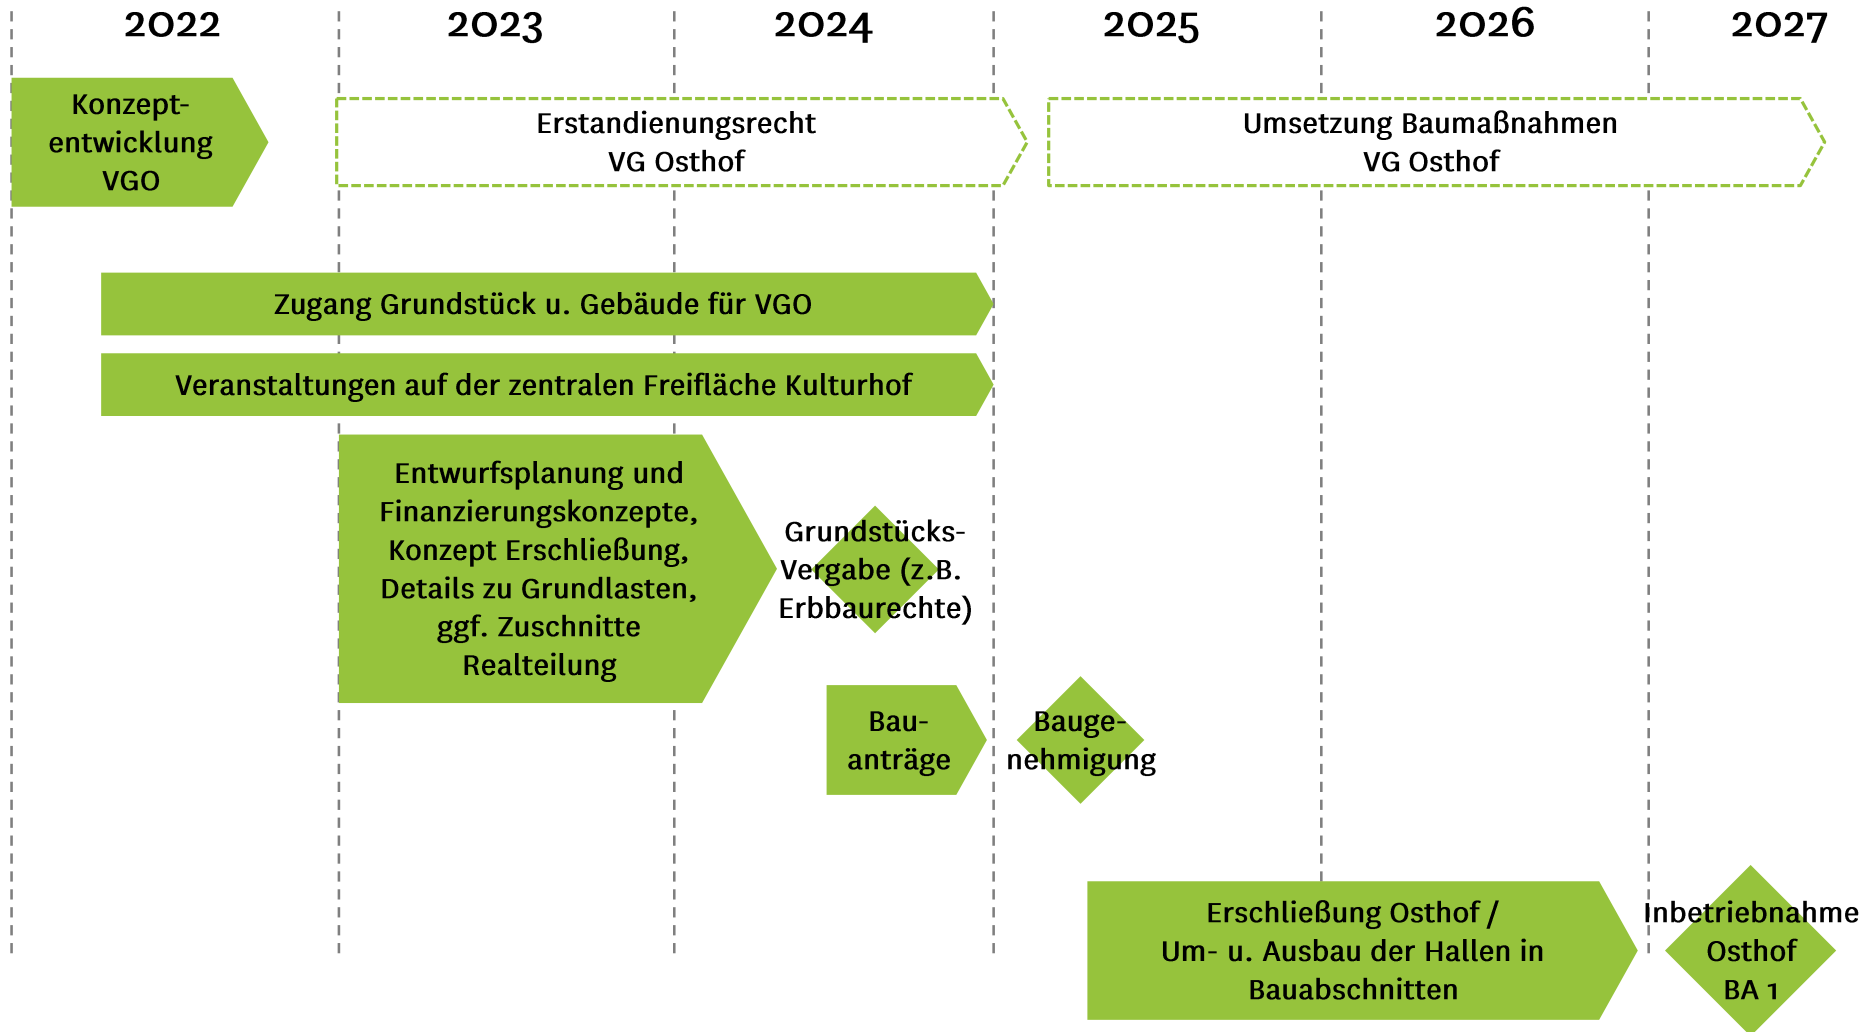 2022 2023 2024 2025 2026 2027
Konzept-
entwicklung
VGO
Erstandienungsrecht
VG Osthof
Umsetzung Baumaßnahmen
VG Osthof
Zugang Grundstück u. Gebäude für VGO
Veranstaltungen auf der zentralen Freifläche Kulturhof
Entwurfsplanung und
Finanzierungskonzepte,
Konzept Erschließung,
Details zu Grundlasten,
ggf. Zuschnitte
Realteilung
Grundstücks-
Vergabe (z.B.
Erbbaurechte)
Bau-
anträge
Bauge-
nehmigung
Erschließung Osthof /
Um- u. Ausbau der Hallen in
Bauabschnitten
Inbetriebnahme
Osthof
BA 1